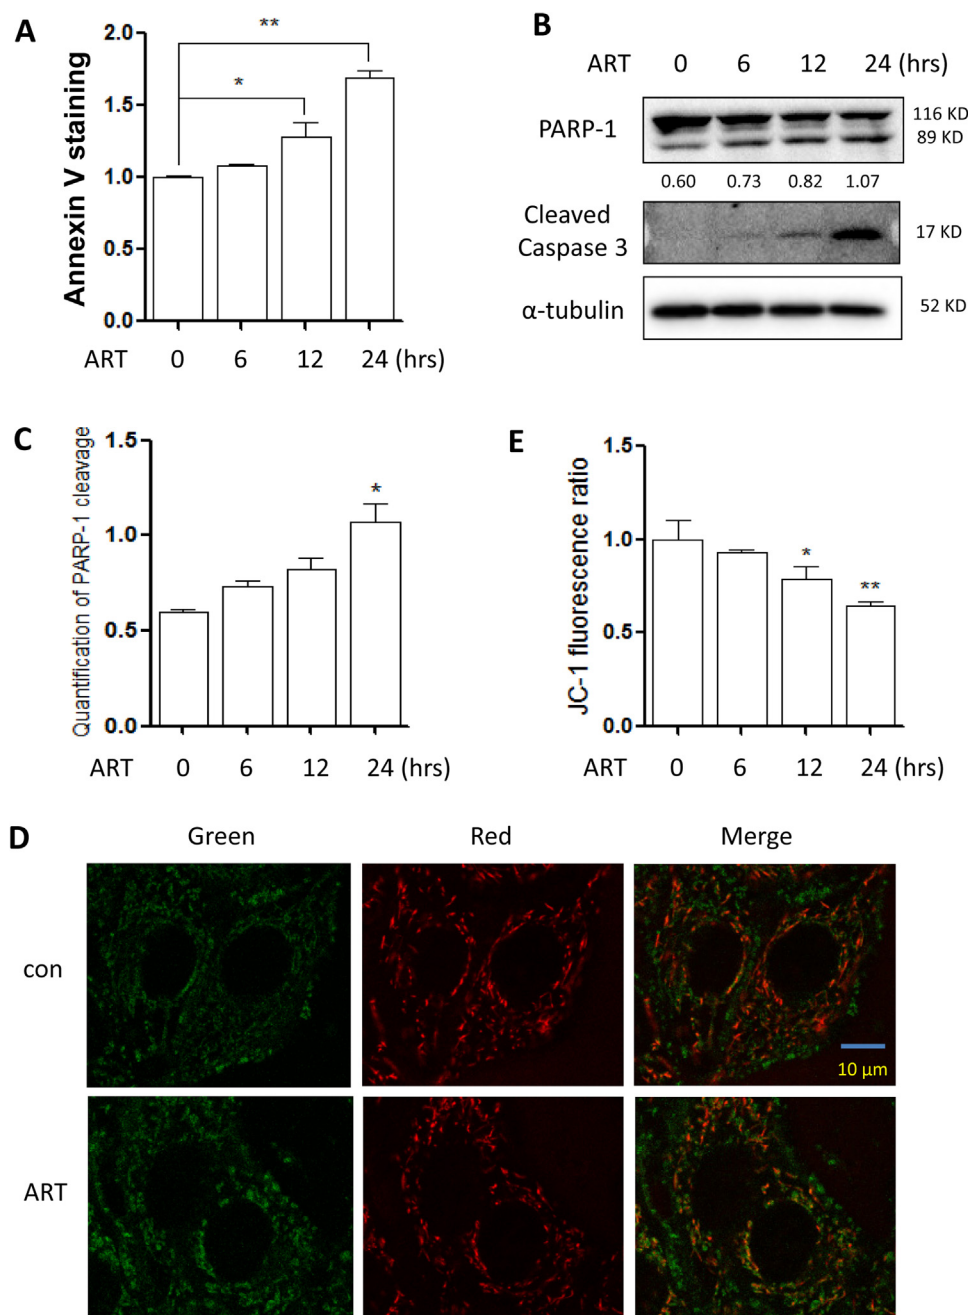 A
Annexin V staining
2.0
1.5
1.0
0.5
0.0
**
*
ART 0 6 12 24 (hrs)
B
ART 0 6 12 24 (hrs)
PARP-1
116 KD
89 KD
0.60 0.73 0.82 1.07
Cleaved
Caspase 3
17 KD
α-tubulin
52 KD
C
Quantification of PARP-1 cleavage
1.5
1.0
0.5
0.0
*
ART 0 6 12 24 (hrs)
E
JC-1 fluorescence ratio
1.5
1.0
0.5
0.0
*
**
ART 0 6 12 24 (hrs)
D
Green Red Merge
con
10 µm
ART